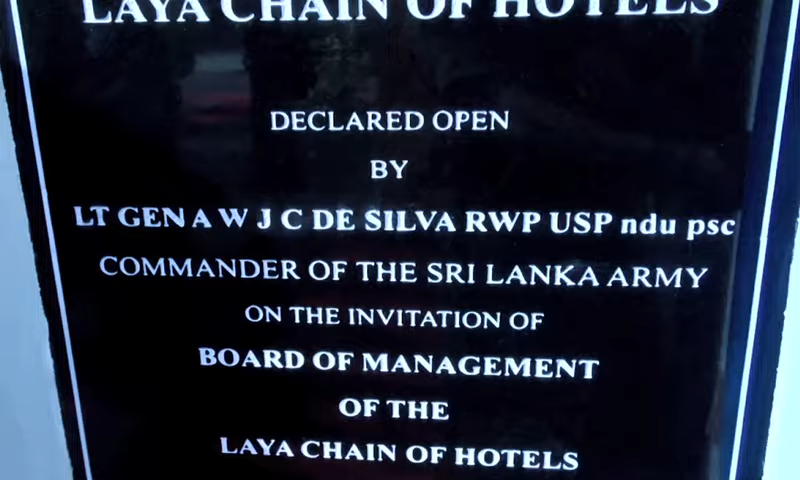 LAYA CHAIN OF HOTELS
DECLARED OPEN
BY
LT GEN A W J C DE SILVA RWP USP ndu psc
COMMANDER OF THE SRI LANKA ARMY
ON THE INVITATION OF
BOARD OF MANAGEMENT
OF THE
LAYA CHAIN OF HOTELS